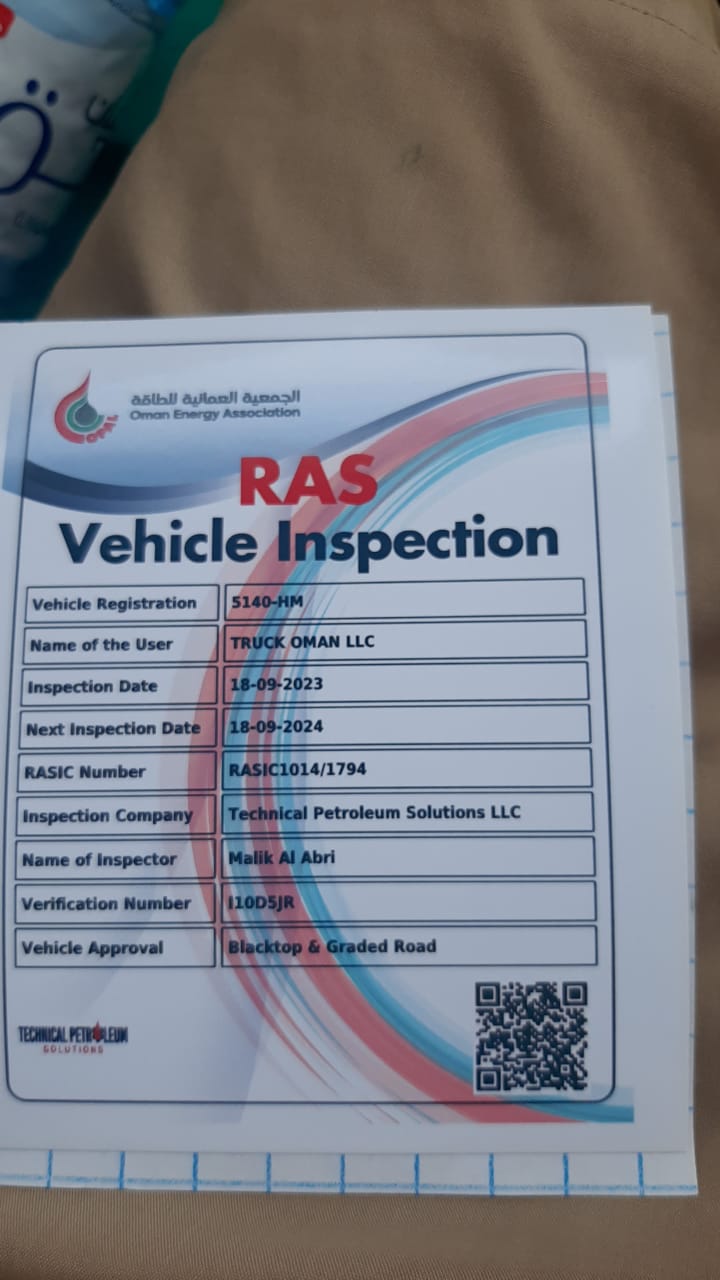 الجمعية العمانية للطاقة
Oman Energy Association
OPAL
RAS
Vehicle Inspection
Vehicle Registration 5140-HM
Name of the User TRUCK OMAN LLC
Inspection Date 18-09-2023
Next Inspection Date 18-09-2024
RASIC Number RASIC1014/1794
Inspection Company Technical Petroleum Solutions LLC
Name of Inspector Malik Al Abri
Verification Number I10D5JR
Vehicle Approval Blacktop & Graded Road
TECHNICAL PETROLEUM
SOLUTIONS